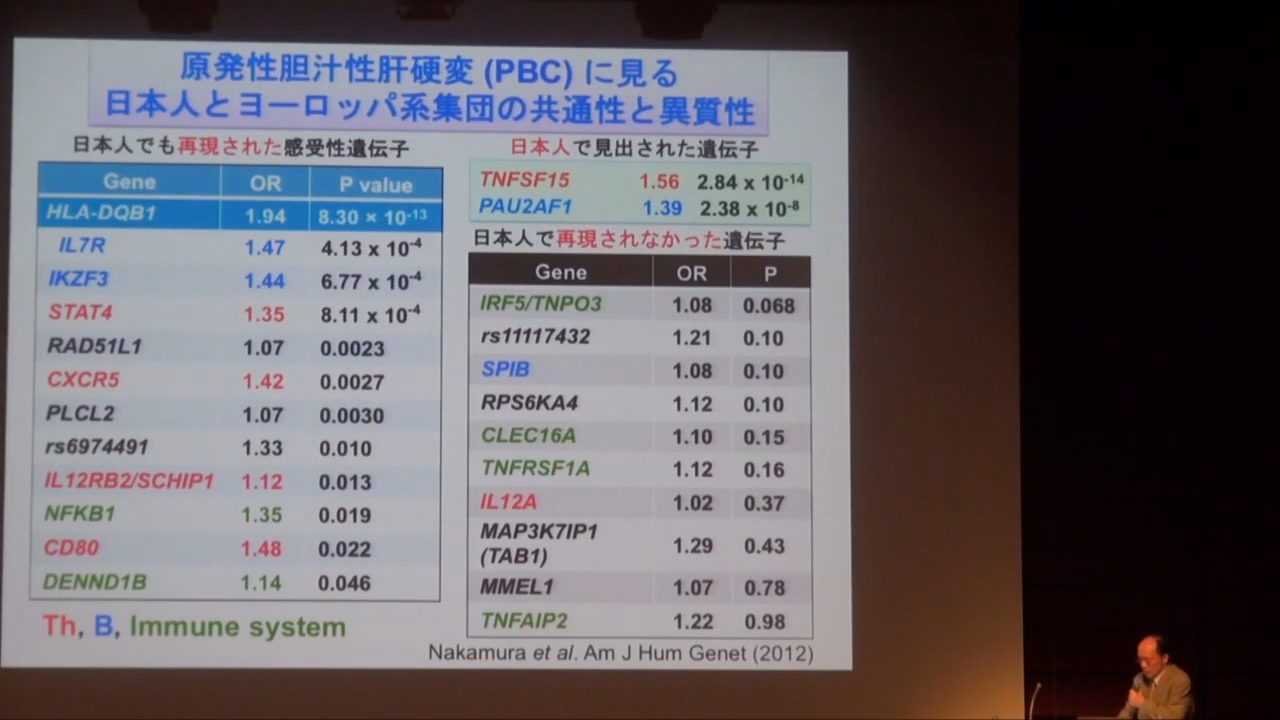 原発性胆汁性肝硬変 (PBC) に見る
日本人とヨーロッパ系集団の共通性と異質性
日本人でも再現された感受性遺伝子
Gene OR P value
HLA-DQB1 1.94 8.30 × 10-13
IL7R 1.47 4.13 x 10-4
IKZF3 1.44 6.77 x 10-4
STAT4 1.35 8.11 x 10-4
RAD51L1 1.07 0.0023
CXCR5 1.42 0.0027
PLCL2 1.07 0.0030
rs6974491 1.33 0.010
IL12RB2/SCHIP1 1.12 0.013
NFKB1 1.35 0.019
CD80 1.48 0.022
DENND1B 1.14 0.046
Th, B, Immune system
日本人で見出された遺伝子
TNFSF15 1.56 2.84 x 10-14
PAU2AF1 1.39 2.38 x 10-8
日本人で再現されなかった遺伝子
Gene OR P
IRF5/TNPO3 1.08 0.068
rs11117432 1.21 0.10
SPIB 1.08 0.10
RPS6KA4 1.12 0.10
CLEC16A 1.10 0.15
TNFRSF1A 1.12 0.16
IL12A 1.02 0.37
MAP3K7IP1
(TAB1) 1.29 0.43
MMEL1 1.07 0.78
TNFAIP2 1.22 0.98
Nakamura et al. Am J Hum Genet (2012)